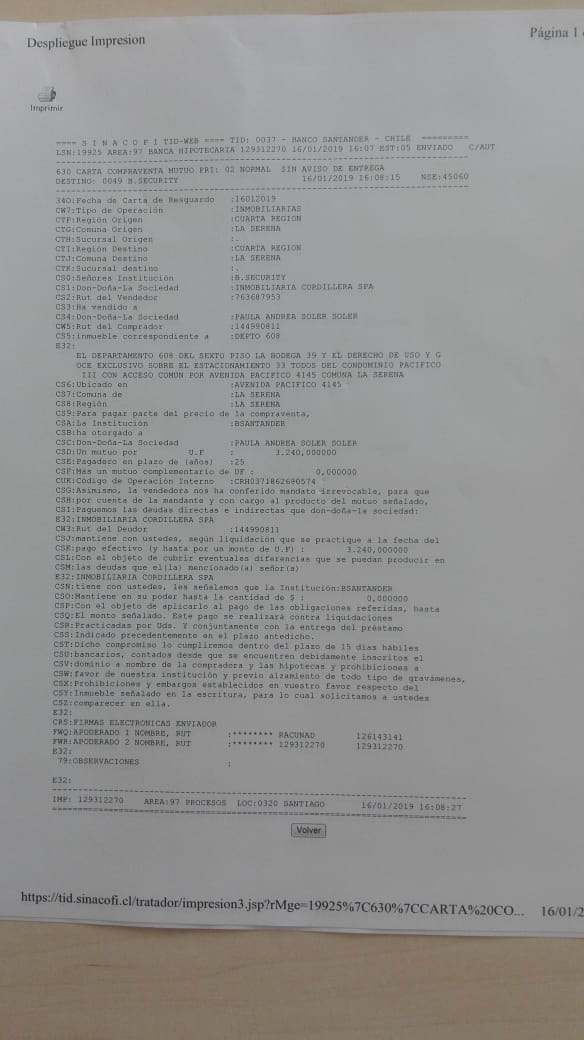 Despliegue Impresion
Página 1
Imprimir
==== S I N A C O F I TID-WEB ==== TID: 0037 - BANCO SANTANDER - CHILE =========
LSN:19925 AREA:97 BANCA HIPOTECARIA 129312270 16/01/2019 16:07 EST:05 ENVIADO C/AUT
630 CARTA COMPRAVENTA MUTUO PRI: 02 NORMAL SIN AVISO DE ENTREGA
DESTINO: 0049 B.SECURITY 16/01/2019 16:08:15 NSE:45060
34O:Fecha de Carta de Resguardo :16012019
CW7:Tipo de Operación :INMOBILIARIAS
CTF:Región Origen :CUARTA REGION
CTG:Comuna Origen :LA SERENA
CTH:Sucursal Origen :.
CTI:Región Destino :CUARTA REGION
CTJ:Comuna Destino :LA SERENA
CTK:Sucursal destino :.
CS0:Señores Institución :B.SECURITY
CS1:Don-Doña-La Sociedad :INMOBILIARIA CORDILLERA SPA
CS2:Rut del Vendedor :763687953
CS3:Ha vendido a
CS4:Don-Doña-La Sociedad :PAULA ANDREA SOLER SOLER
CW5:Rut del Comprador :144990811
CS5:inmueble correspondiente a :DEPTO 608
E32:
EL DEPARTAMENTO 608 DEL SEXTO PISO LA BODEGA 39 Y EL DERECHO DE USO Y G
OCE EXCLUSIVO SOBRE EL ESTACIONAMIENTO 33 TODOS DEL CONDOMINIO PACIFICO
III CON ACCESO COMUN POR AVENIDA PACIFICO 4145 COMUNA LA SERENA
CS6:Ubicado en :AVENIDA PACIFICO 4145
CS7:Comuna de :LA SERENA
CS8:Región :LA SERENA
CS9:Para pagar parte del precio de la compraventa,
CSA:La Institución :BSANTANDER
CSB:ha otorgado a
CSC:Don-Doña-La Sociedad :PAULA ANDREA SOLER SOLER
CSD:Un mutuo por U.F : 3.240,000000
CSE:Pagadero en plazo de (años) :25
CSF:Más un mutuo complementario de UF : 0,000000
CUK:Código de Operación Interno :CRH0371862680574
CSG:Asimismo, la vendedora nos ha conferido mandato irrevocable, para que
CSH:por cuenta de la mandante y con cargo al producto del mutuo señalado,
CSI:Paguemos las deudas directas e indirectas que don-doña-la sociedad:
E32:INMOBILIARIA CORDILLERA SPA
CW3:Rut del Deudor :144990811
CSJ:mantiene con ustedes, según liquidación que se practique a la fecha del
CSK:pago efectivo (y hasta por un monto de U.F) : 3.240,000000
CSL:Con el objeto de cubrir eventuales diferencias que se puedan producir en
CSM:las deudas que el(la) mencionado(a) señor(a)
E32:INMOBILIARIA CORDILLERA SPA
CSN:tiene con ustedes, les señalamos que la Institución:BSANTANDER
CSO:Mantiene en su poder hasta la cantidad de $ : 0,000000
CSP:Con el objeto de aplicarlo al pago de las obligaciones referidas, hasta
CSQ:El monto señalado. Este pago se realizará contra liquidaciones
CSR:Practicadas por Uds. Y conjuntamente con la entrega del préstamo
CSS:Indicado precedentemente en el plazo antedicho.
CST:Dicho compromiso lo cumpliremos dentro del plazo de 15 días hábiles
CSU:bancarios, contados desde que se encuentren debidamente inscritos el
CSV:dominio a nombre de la compradora y las hipotecas y prohibiciones a
CSW:favor de nuestra institución y previo alzamiento de todo tipo de gravámenes,
CSX:Prohibiciones y embargos establecidos en vuestro favor respecto del
CSY:Inmueble señalado en la escritura, para lo cual solicitamos a ustedes
CSZ:comparecer en ella.
E32:
CRS:FIRMAS ELECTRONICAS ENVIADOR
FWQ:APODERADO 1 NOMBRE, RUT :******** RACUNAD 126143141
FWR:APODERADO 2 NOMBRE, RUT :******** 129312270 129312270
E32:
79:OBSERVACIONES :
E32:
IMP: 129312270 AREA:97 PROCESOS LOC:0320 SANTIAGO 16/01/2019 16:08:27
Volver
https://tid.sinacofi.cl/tratador/impresion3.jsp?rMge=19925%7C630%7CCARTA%20CO... 16/01/2